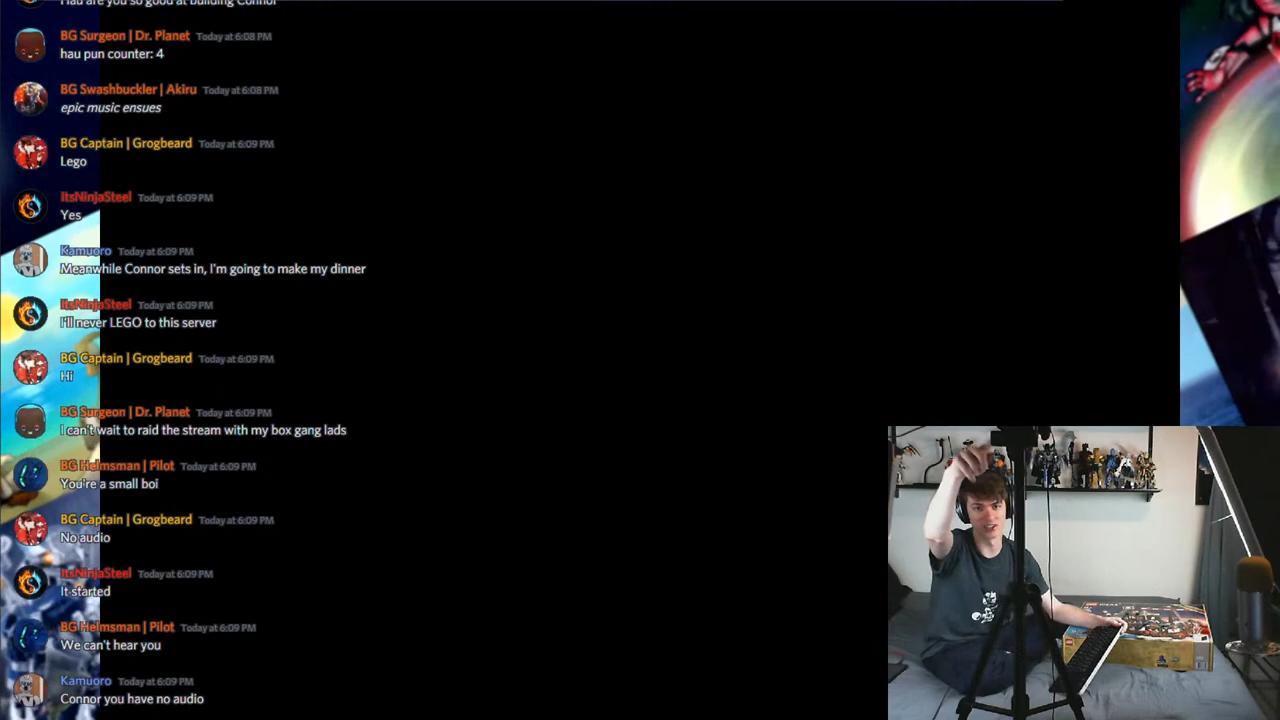 Hau are you so good at building Connor
BG Surgeon | Dr. Planet Today at 6:08 PM
hau pun counter: 4
BG Swashbuckler | Akiru Today at 6:08 PM
epic music ensues
BG Captain | Grogbeard Today at 6:09 PM
Lego
ItsNinjaSteel Today at 6:09 PM
Yes
Kamuoro Today at 6:09 PM
Meanwhile Connor sets in, I'm going to make my dinner
ItsNinjaSteel Today at 6:09 PM
I'll never LEGO to this server
BG Captain | Grogbeard Today at 6:09 PM
Hi
BG Surgeon | Dr. Planet Today at 6:09 PM
I can't wait to raid the stream with my box gang lads
BG Helmsman | Pilot Today at 6:09 PM
You're a small boi
BG Captain | Grogbeard Today at 6:09 PM
No audio
ItsNinjaSteel Today at 6:09 PM
It started
BG Helmsman | Pilot Today at 6:09 PM
We can't hear you
Kamuoro Today at 6:09 PM
Connor you have no audio